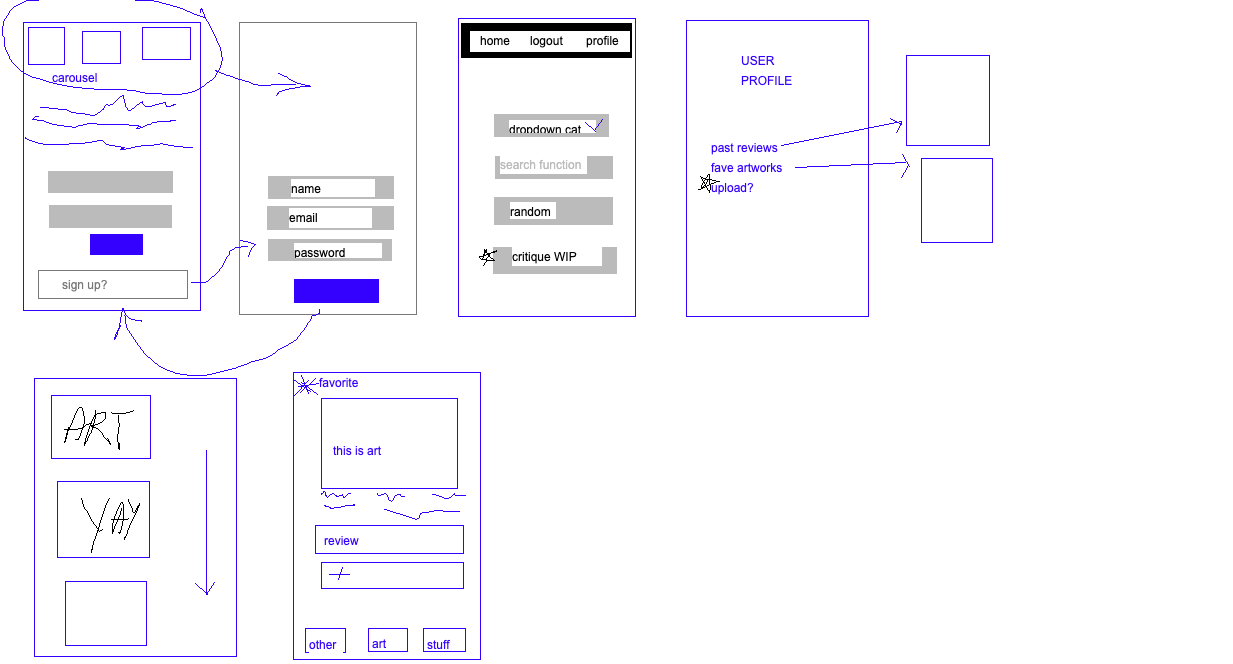 carousel
sign up?
name
email
password
home logout profile
dropdown cat
search function
random
critique WIP
USER
PROFILE
past reviews
fave artworks
upload?
ART
YAY
favorite
this is art
review
+
other art stuff